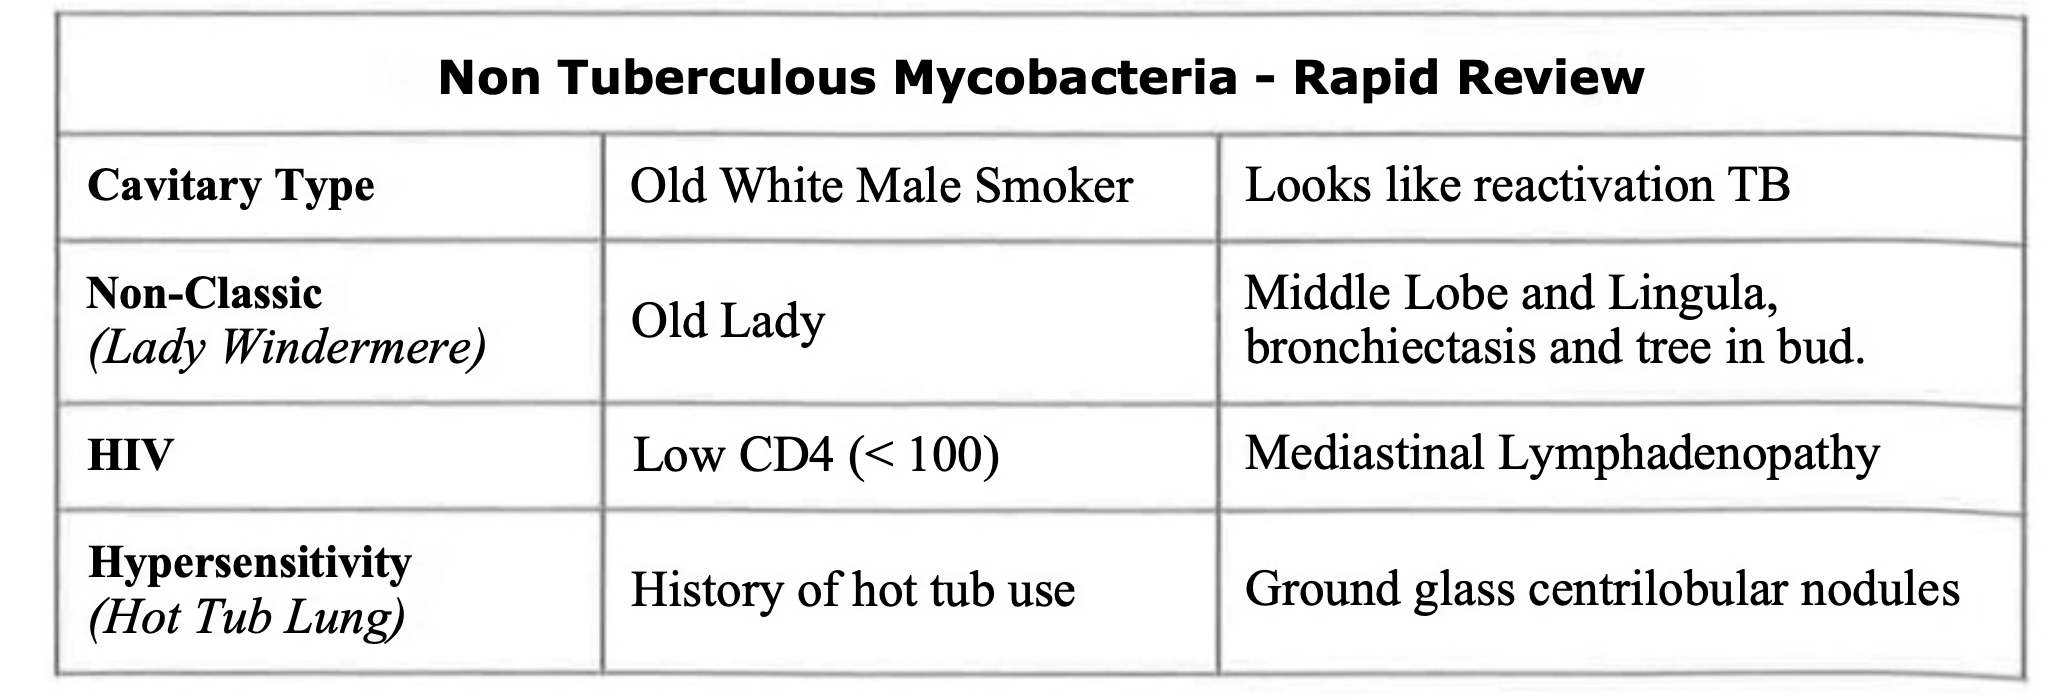 Non Tuberculous Mycobacteria - Rapid Review
Cavitary Type
Old White Male Smoker
Looks like reactivation TB
Non-Classic
(Lady Windermere)
Old Lady
Middle Lobe and Lingula,
bronchiectasis and tree in bud.
HIV
Low CD4 (< 100)
Mediastinal Lymphadenopathy
Hypersensitivity
(Hot Tub Lung)
History of hot tub use
Ground glass centrilobular nodules